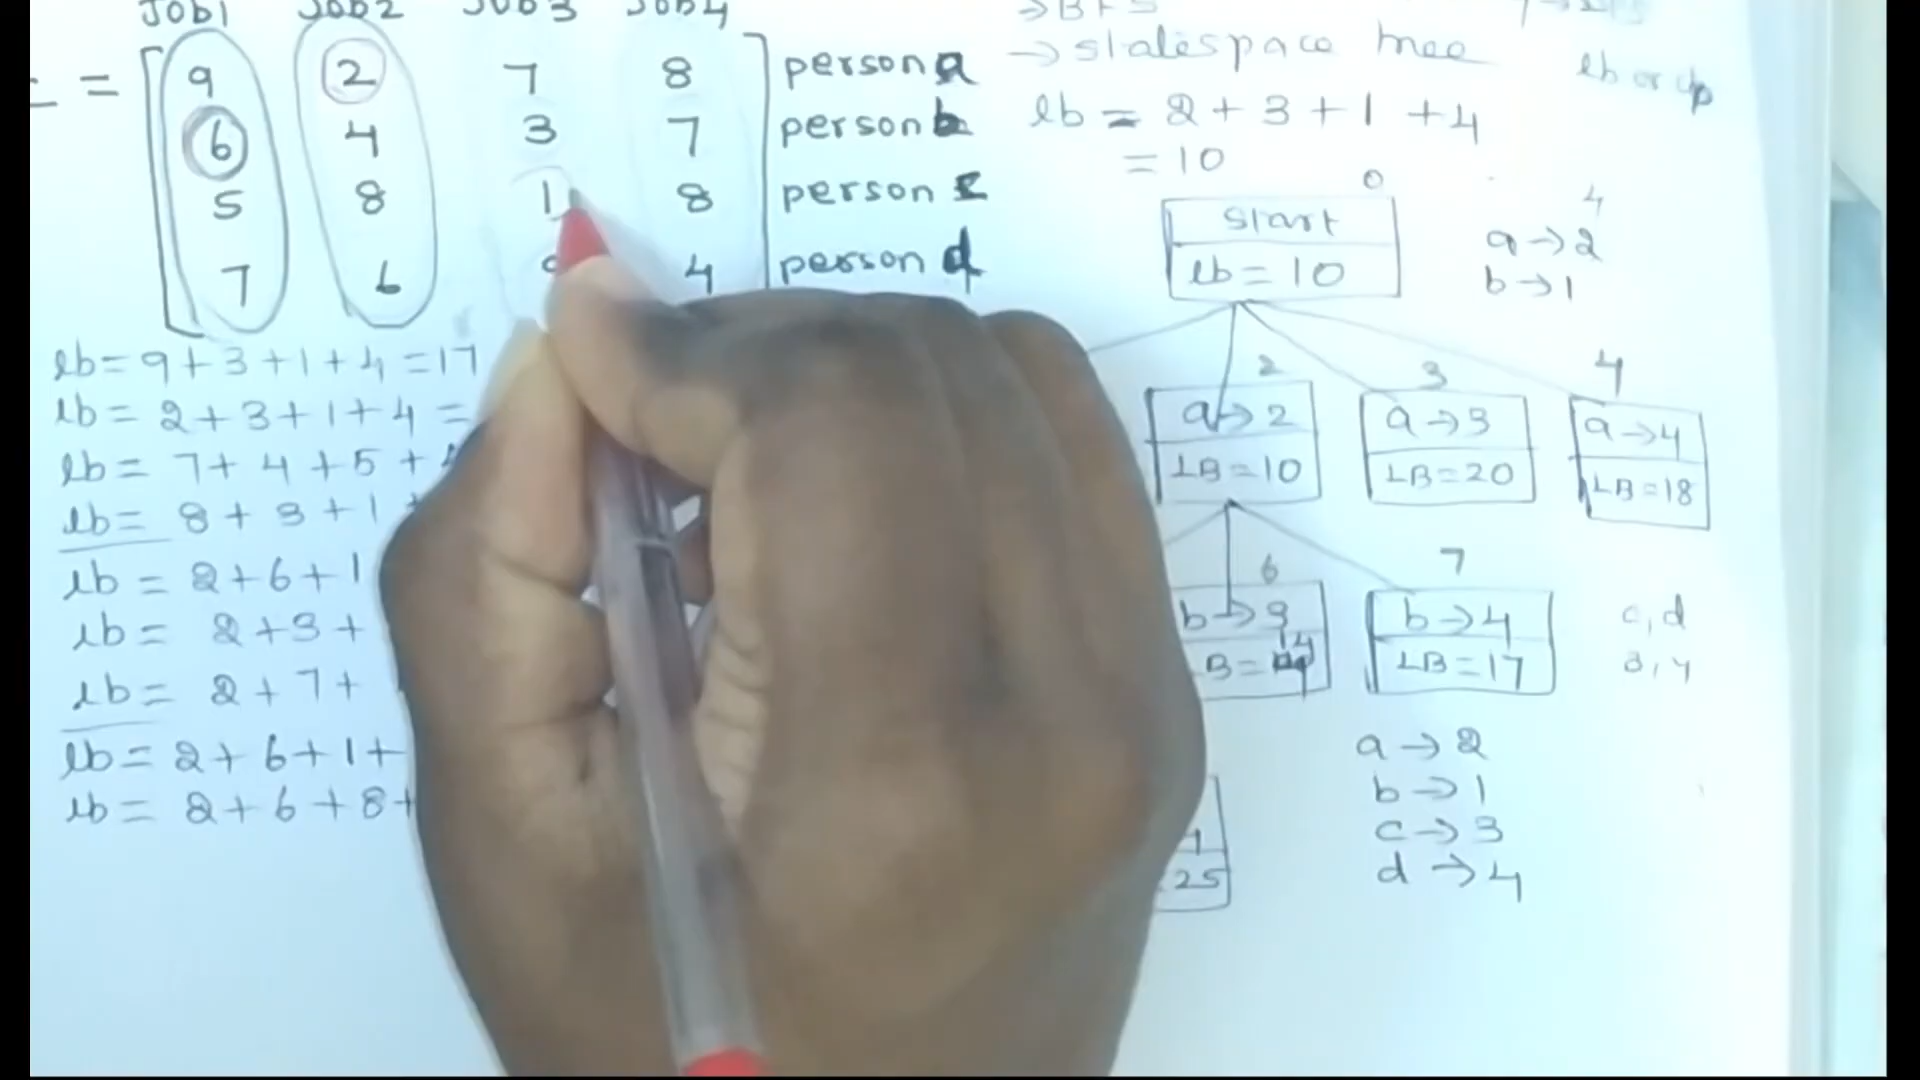 JOB1 JOB2 JOB3 JOB4
= 9 2 7 8 person a
6 4 3 7 person b
5 8 1 8 person c
7 6 4 person d
lb = 9 + 3 + 1 + 4 = 17
lb = 2 + 3 + 1 + 4 =
lb = 7 + 4 + 5 +
lb = 8 + 3 + 1
lb = 2 + 6 + 1
lb = 2 + 3 +
lb = 2 + 7 +
lb = 2 + 6 + 1 +
lb = 2 + 6 + 8 +
→ BFS
→ statespace tree
lb or up
lb = 2 + 3 + 1 + 4
= 10
0
start
lb = 10
4
a → 2
b → 1
2
a → 2
LB = 10
3
a → 3
LB = 20
4
a → 4
LB = 18
6
b → 3
B = 14
7
b → 4
LB = 17
c, d
3, 4
25
a → 2
b → 1
c → 3
d → 4